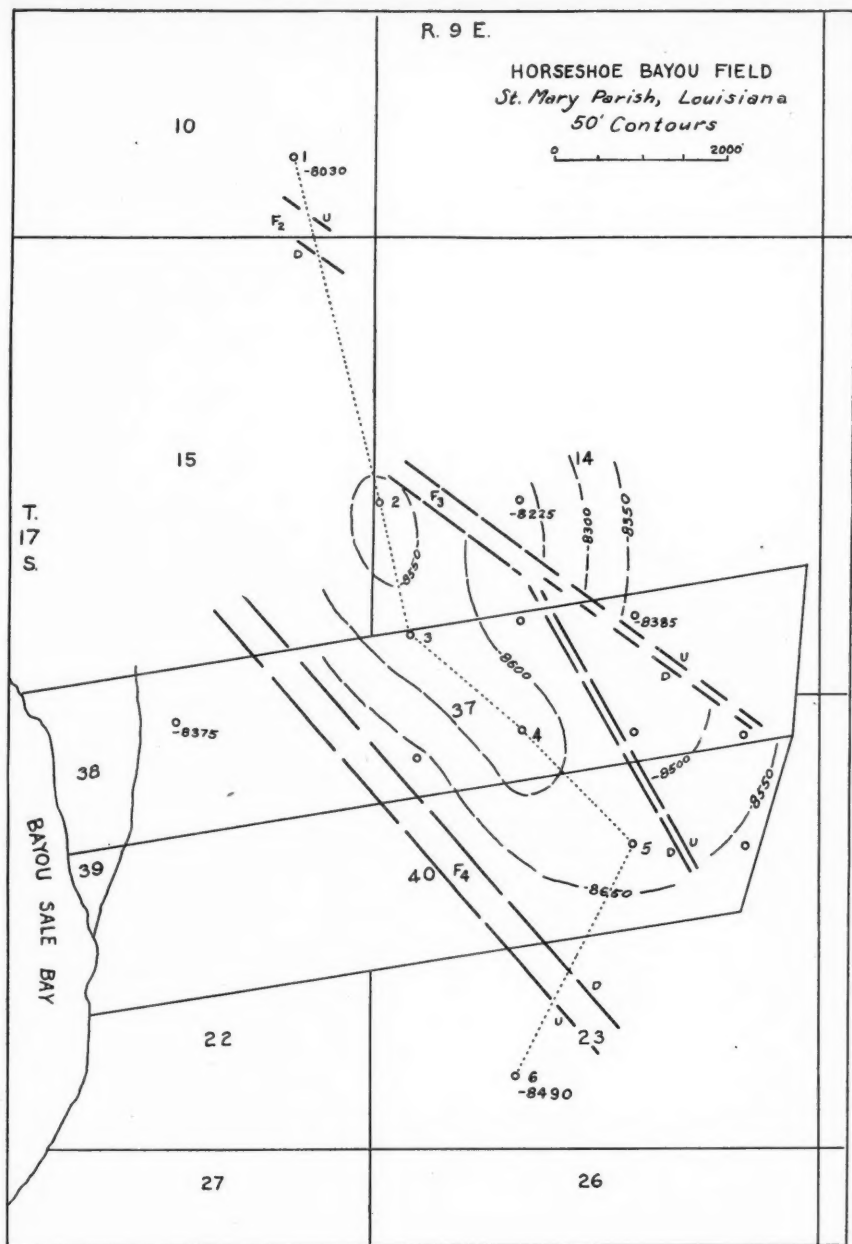 R. 9 E.
HORSESHOE BAYOU FIELD
St. Mary Parish, Louisiana
50' Contours
0 2000'
10
1
-8030
F2 U
D
15
14
T.
17
S.
2
F3
-8225
-8300
-8350
-8550
3
-8385
-8600
U
D
37
4
-8375
-8500
-8550
38
39
BAYOU SALE BAY
5
D U
40
F4
-8650
D
U
22
23
6
-8490
27
26